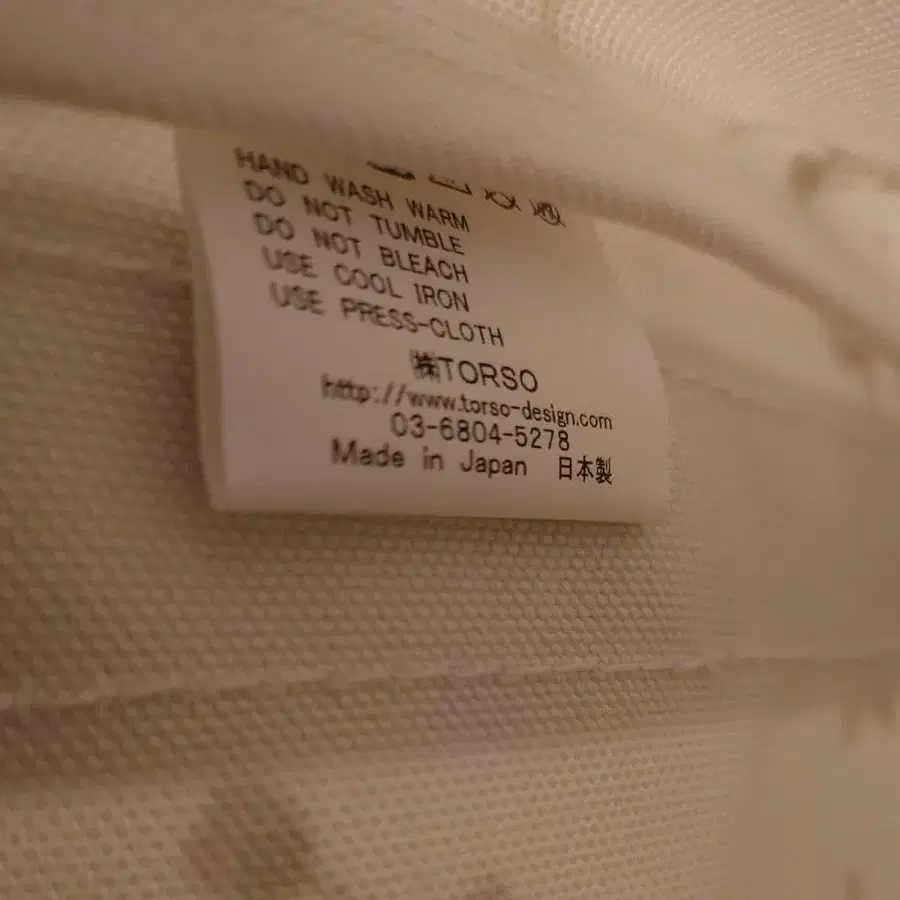 HAND WASH WARM
DO NOT TUMBLE
DO NOT BLEACH
USE COOL IRON
USE PRESS-CLOTH
㈱TORSO
http://www.torso-design.com
03-6804-5278
Made in Japan 日本製